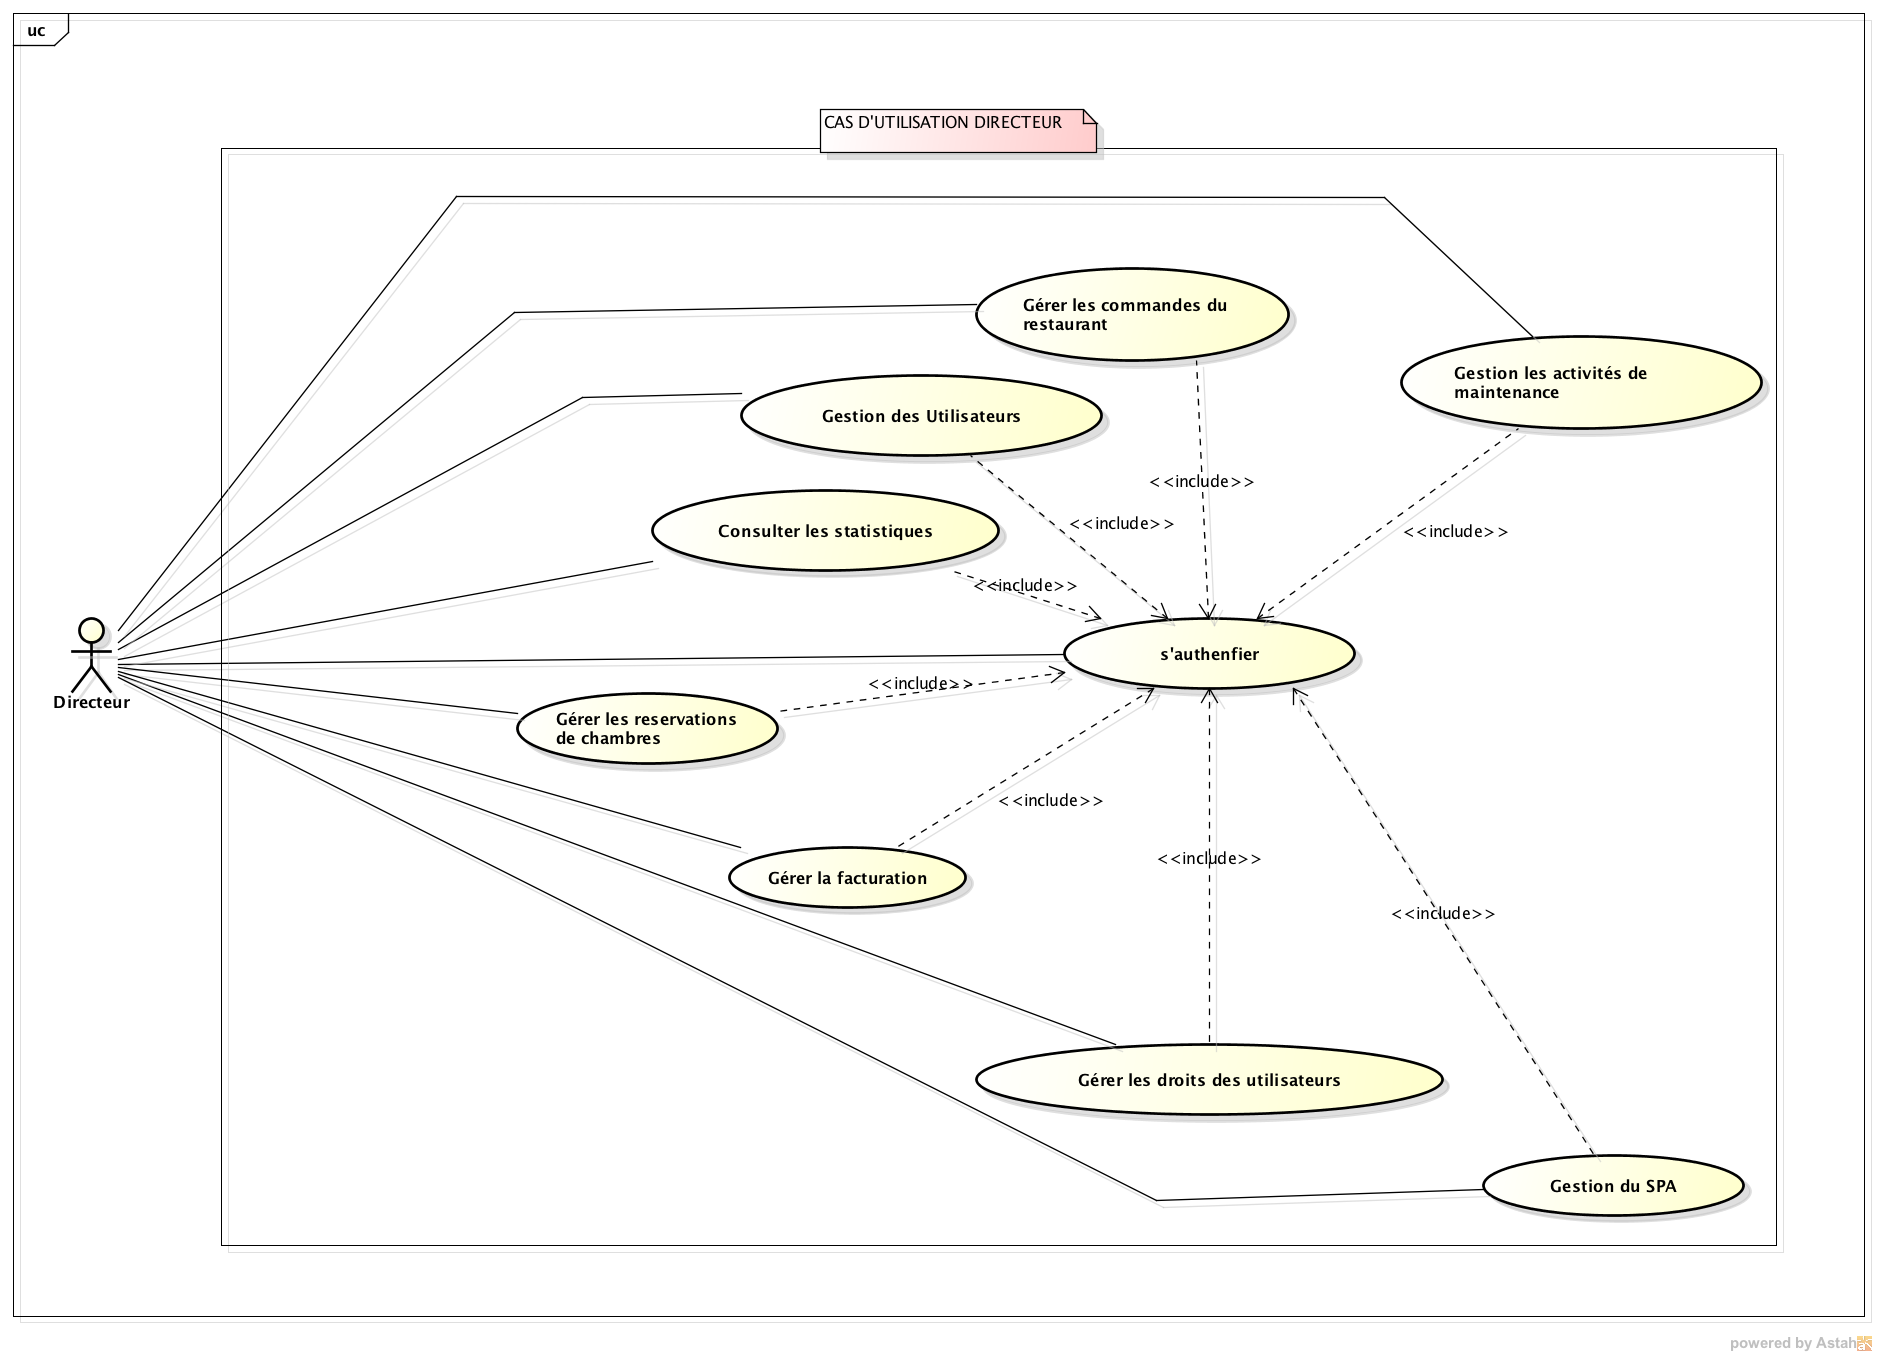 uc
CAS D'UTILISATION DIRECTEUR
Gérer les commandes du
restaurant
Gestion les activités de
maintenance
Gestion des Utilisateurs
<<include>>
<<include>>
Consulter les statistiques
<<include>>
<<include>>
s'authenfier
Directeur
<<include>>
Gérer les reservations
de chambres
<<include>>
Gérer la facturation
<<include>>
<<include>>
Gérer les droits des utilisateurs
Gestion du SPA
powered by Astah